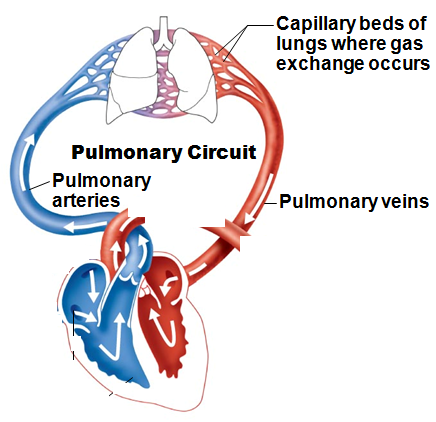 Capillary beds of
lungs where gas
exchange occurs
Pulmonary Circuit
Pulmonary
arteries
Pulmonary veins